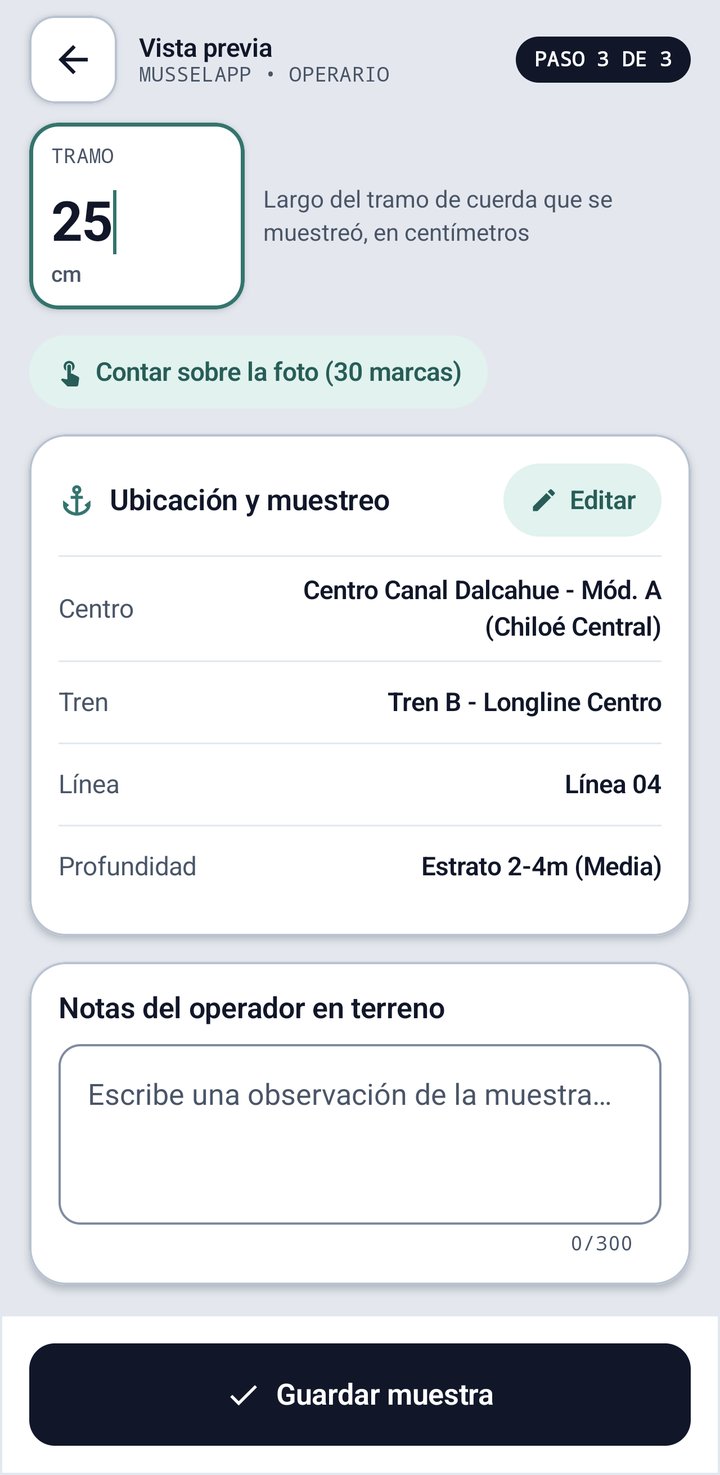 Vista previa
MUSSELAPP • OPERARIO
PASO 3 DE 3
TRAMO
25
cm
Largo del tramo de cuerda que se
muestreó, en centímetros
Contar sobre la foto (30 marcas)
Ubicación y muestreo
Editar
Centro
Centro Canal Dalcahue - Mód. A
(Chiloé Central)
Tren
Tren B - Longline Centro
Línea
Línea 04
Profundidad
Estrato 2-4m (Media)
Notas del operador en terreno
Escribe una observación de la muestra...
0/300
Guardar muestra